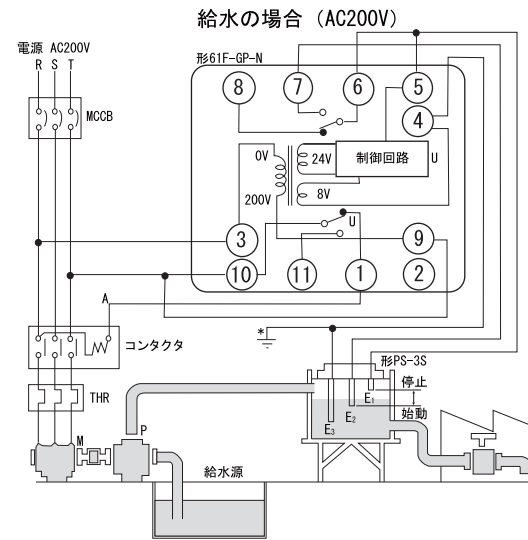 給水の場合（AC200V）
電源 AC200V
R S T
形61F-GP-N
8
7
6
5
4
MCCB
0V
24V
制御回路
U
200V
8V
U
3
9
10
11
1
2
A
コンタクタ
*
形PS-3S
停止
THR
E1
始動
E2
E3
M
P
給水源